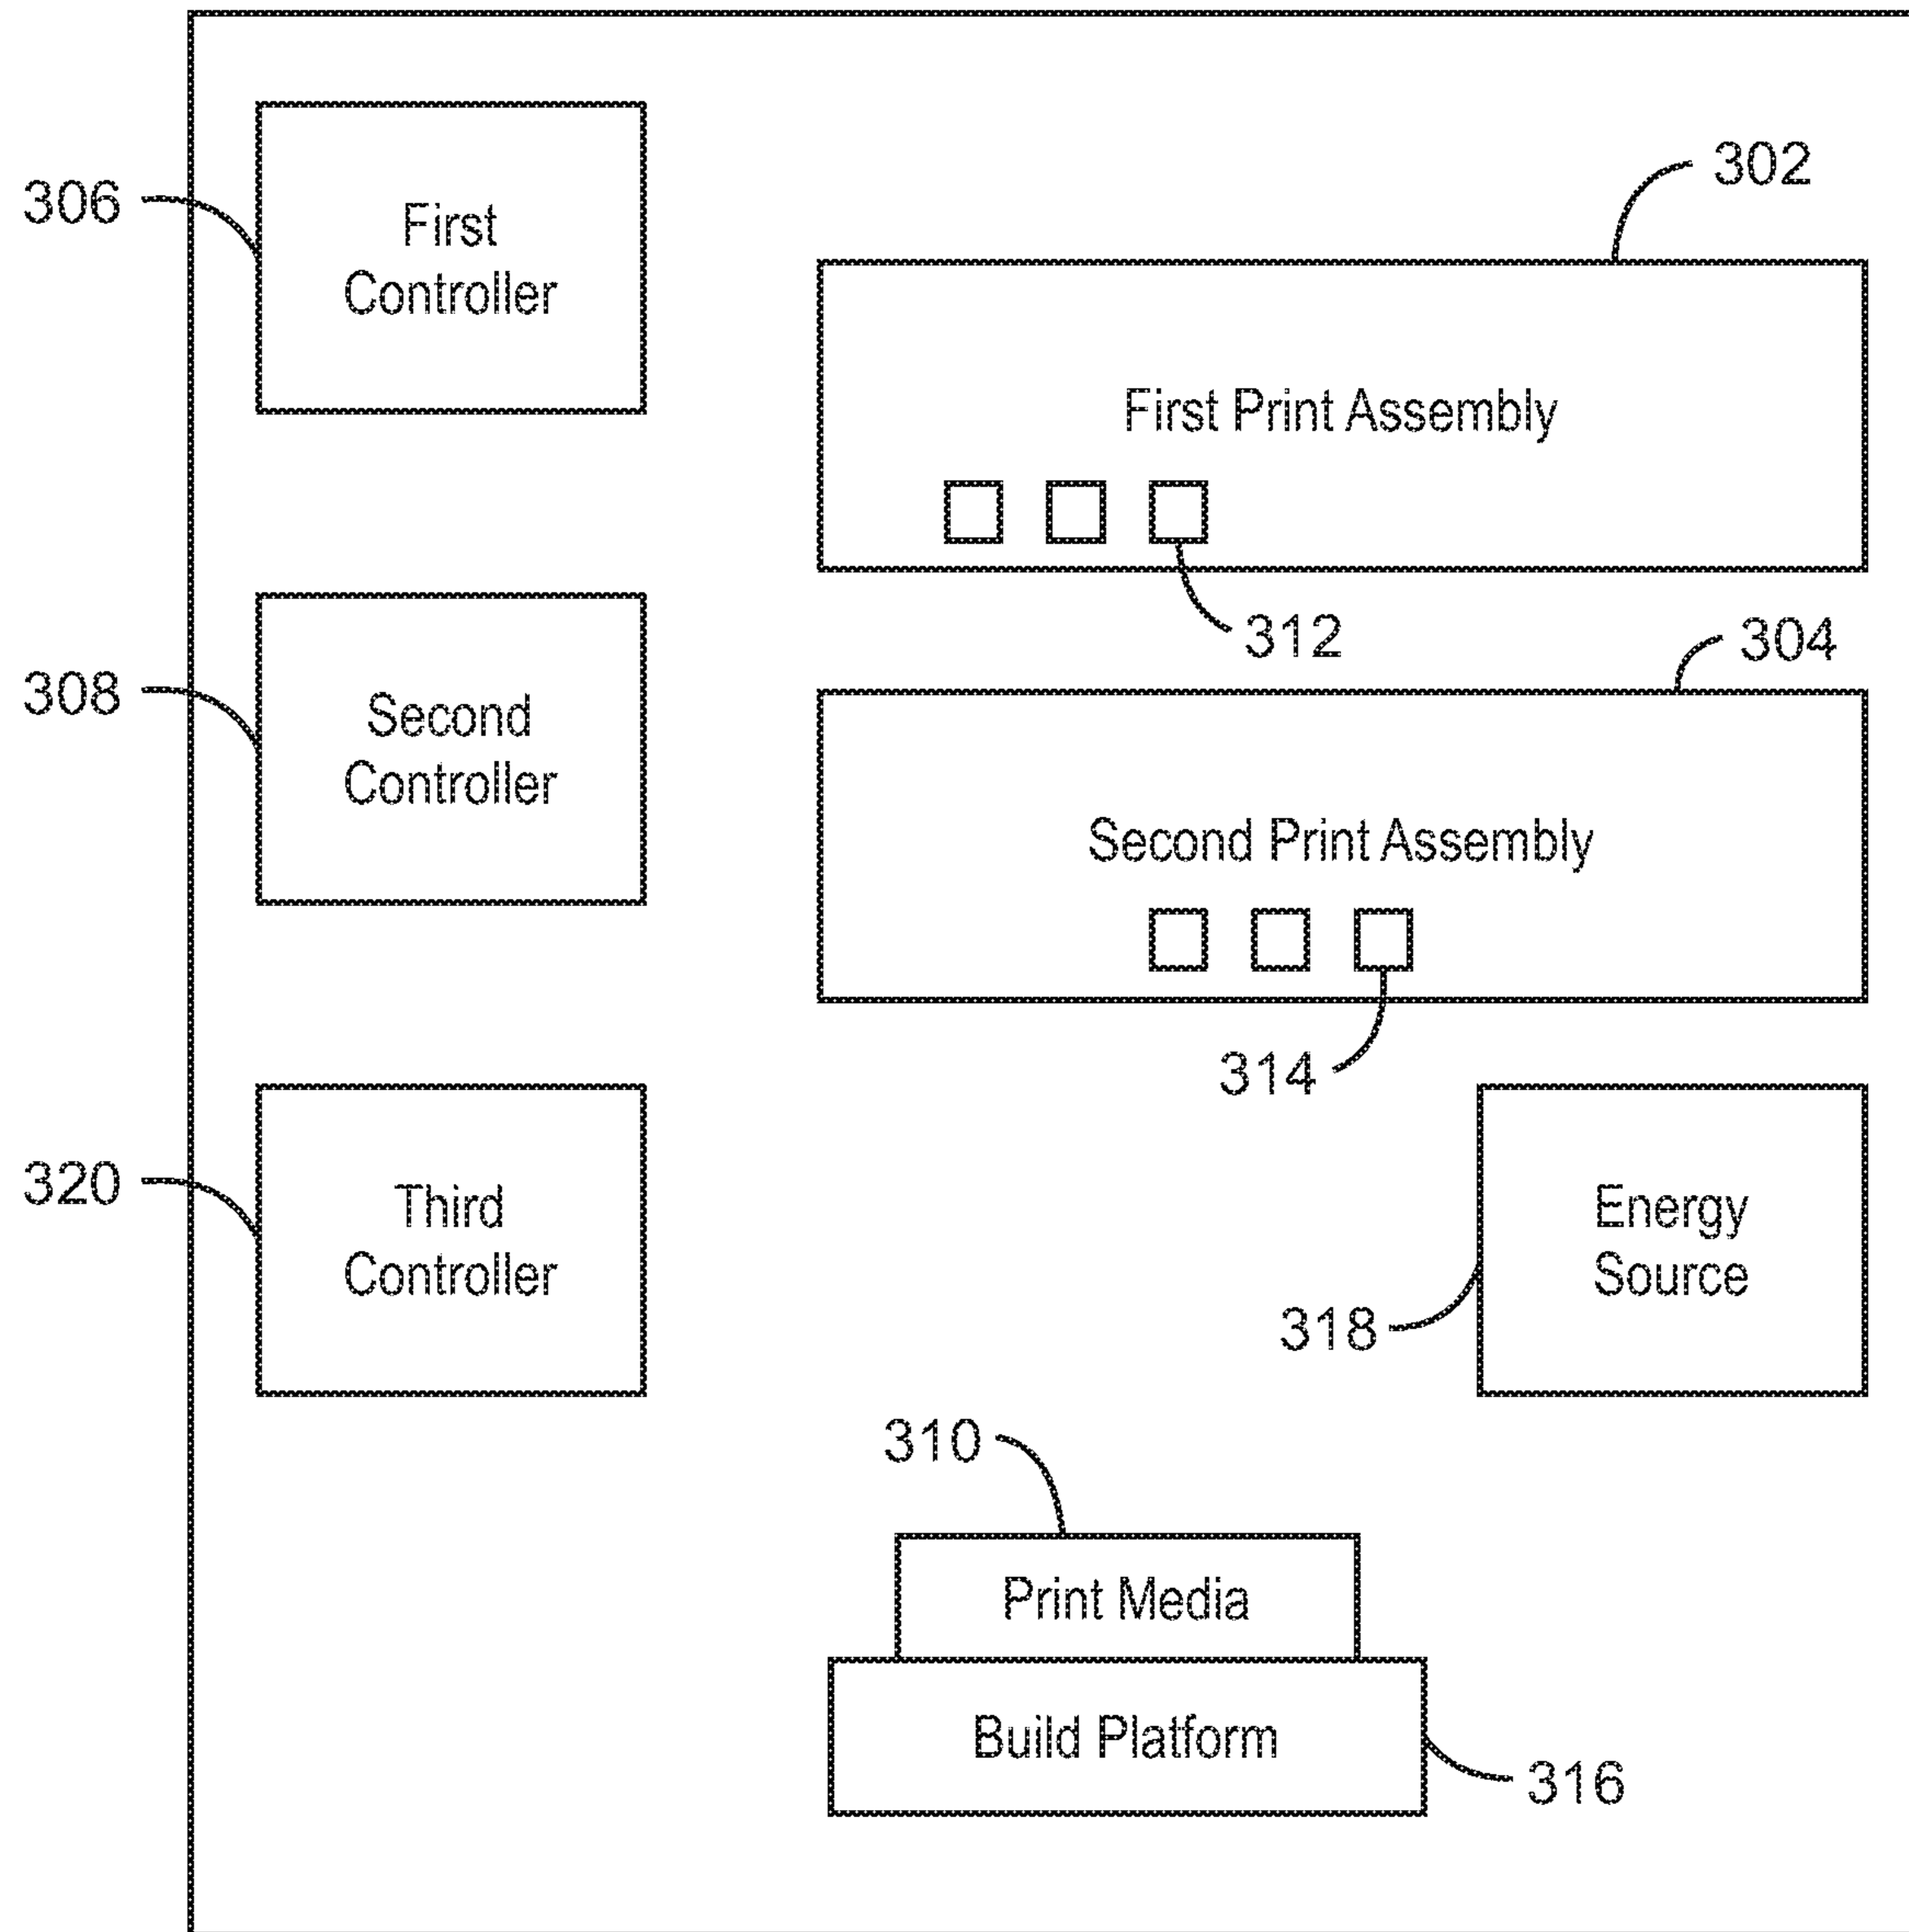 306
First
Controller
302
First Print Assembly
312
308
Second
Controller
304
Second Print Assembly
314
320
Third
Controller
Energy
Source
318
310
Print Media
Build Platform
316